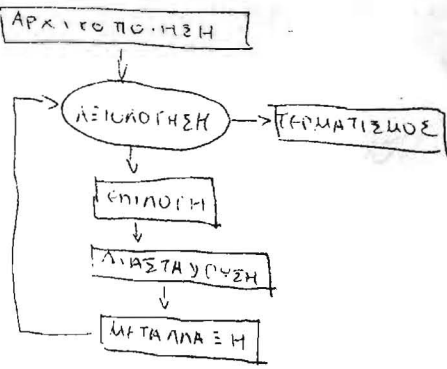 ΑΡΧΙΚΟΠΟΙΗΣΗ
ΑΞΙΟΛΟΓΗΣΗ
ΤΕΡΜΑΤΙΣΜΟΣ
ΕΠΙΛΟΓΗ
ΔΙΑΣΤΑΥΡΩΣΗ
ΜΕΤΑΛΛΑΞΗ